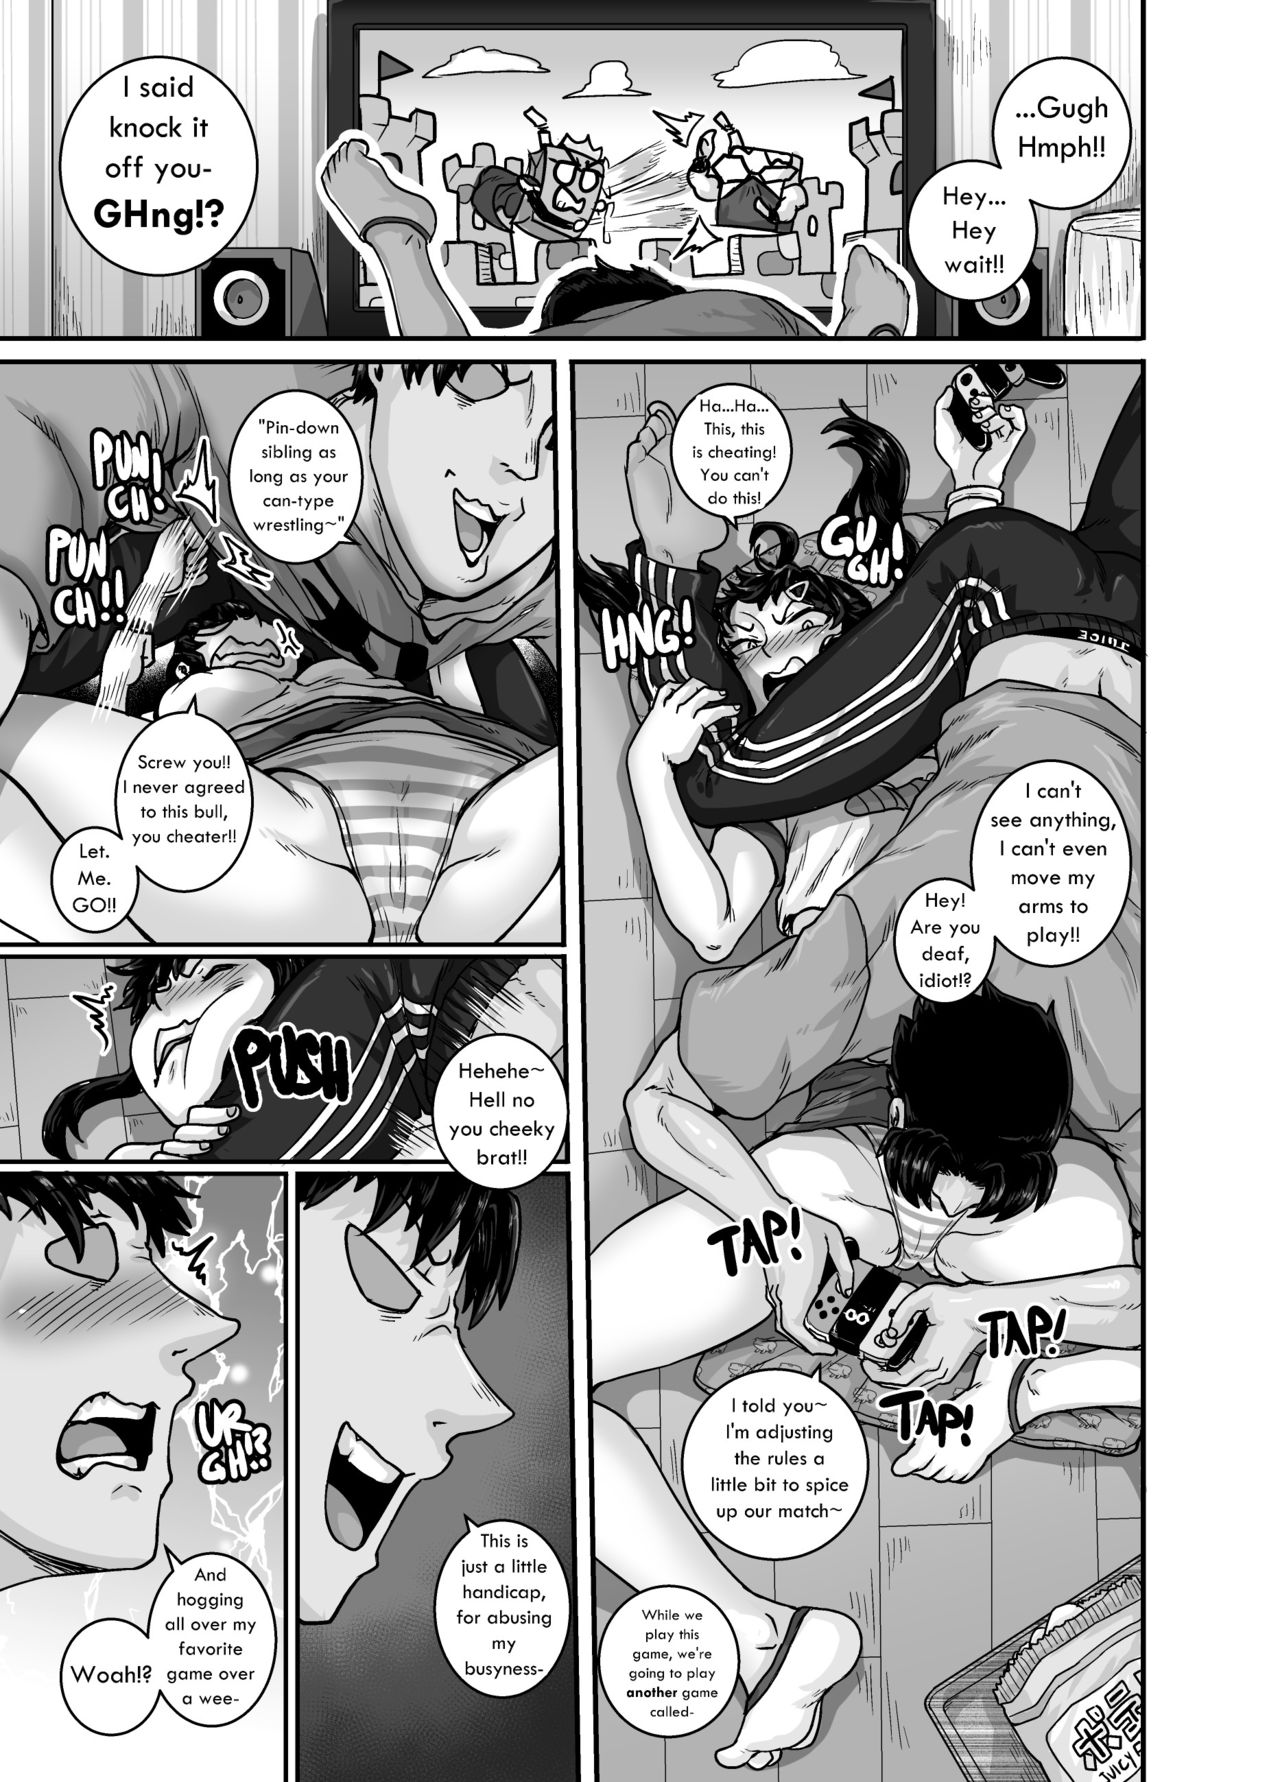 ...Gugh
Hmph!!
Hey...
Hey
wait!!
I said
knock it
off you-
GHng!?
Ha...Ha...
This, this
is cheating!
You can't
do this!
GU
GH!
HNG!
JUICE
I can't
see anything,
I can't even
move my
arms to
play!!
Hey!
Are you
deaf,
idiot!?
TAP!
TAP!
TAP!
I told you~
I'm adjusting
the rules a
little bit to spice
up our match~
While we
play this
game, we're
going to play
another game
called-
JUICY
"Pin-down
sibling as
long as your
can-type
wrestling~"
PUN
CH!
PUN
CH!!
Screw you!!
I never agreed
to this bull,
you cheater!!
Let.
Me.
GO!!
PUSH
Hehehe~
Hell no
you cheeky
brat!!
This is
just a little
handicap,
for abusing
my
busyness-
UR
GH!?
And
hogging
all over my
favorite
game over
a wee-
Woah!?